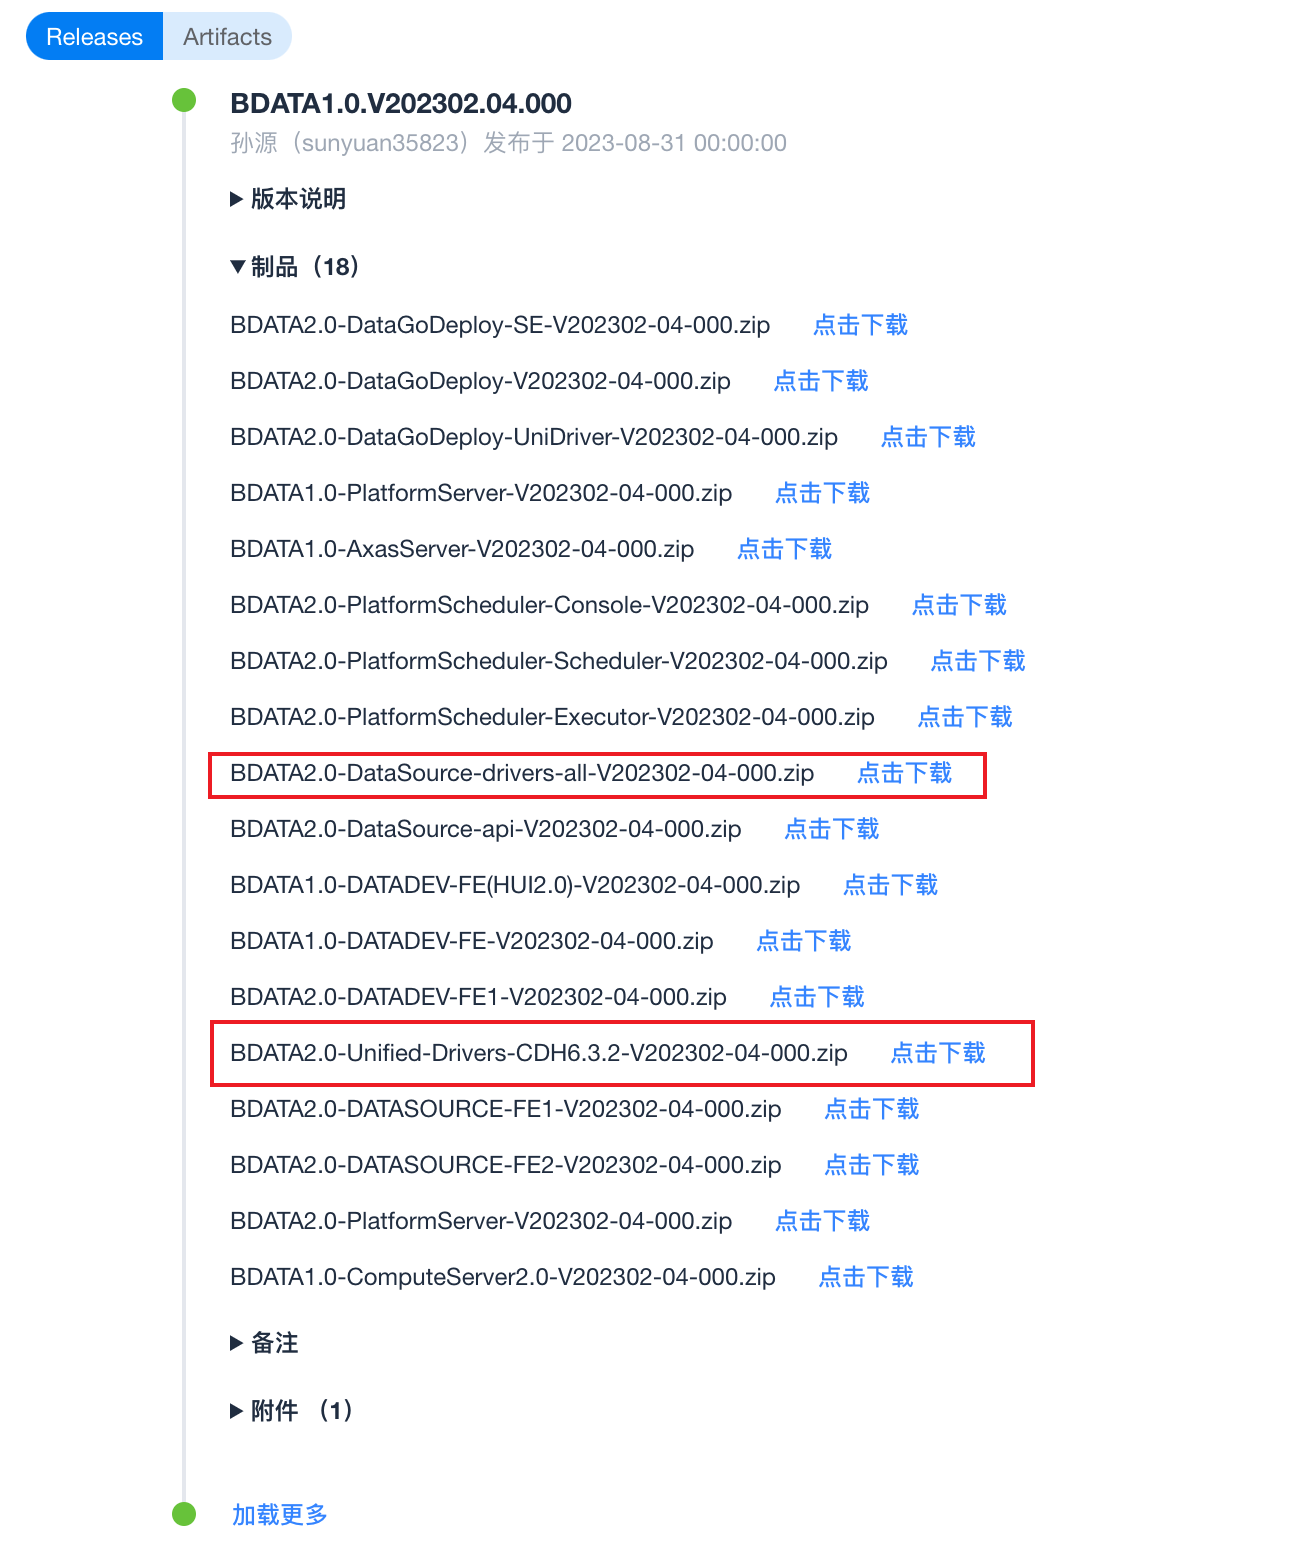 Releases Artifacts
BDATA1.0.V202302.04.000
孙源（sunyuan35823）发布于 2023-08-31 00:00:00
版本说明
制品（18）
BDATA2.0-DataGoDeploy-SE-V202302-04-000.zip 点击下载
BDATA2.0-DataGoDeploy-V202302-04-000.zip 点击下载
BDATA2.0-DataGoDeploy-UniDriver-V202302-04-000.zip 点击下载
BDATA1.0-PlatformServer-V202302-04-000.zip 点击下载
BDATA1.0-AxasServer-V202302-04-000.zip 点击下载
BDATA2.0-PlatformScheduler-Console-V202302-04-000.zip 点击下载
BDATA2.0-PlatformScheduler-Scheduler-V202302-04-000.zip 点击下载
BDATA2.0-PlatformScheduler-Executor-V202302-04-000.zip 点击下载
BDATA2.0-DataSource-drivers-all-V202302-04-000.zip 点击下载
BDATA2.0-DataSource-api-V202302-04-000.zip 点击下载
BDATA1.0-DATADEV-FE(HUI2.0)-V202302-04-000.zip 点击下载
BDATA1.0-DATADEV-FE-V202302-04-000.zip 点击下载
BDATA2.0-DATADEV-FE1-V202302-04-000.zip 点击下载
BDATA2.0-Unified-Drivers-CDH6.3.2-V202302-04-000.zip 点击下载
BDATA2.0-DATASOURCE-FE1-V202302-04-000.zip 点击下载
BDATA2.0-DATASOURCE-FE2-V202302-04-000.zip 点击下载
BDATA2.0-PlatformServer-V202302-04-000.zip 点击下载
BDATA1.0-ComputeServer2.0-V202302-04-000.zip 点击下载
备注
附件 （1）
加载更多